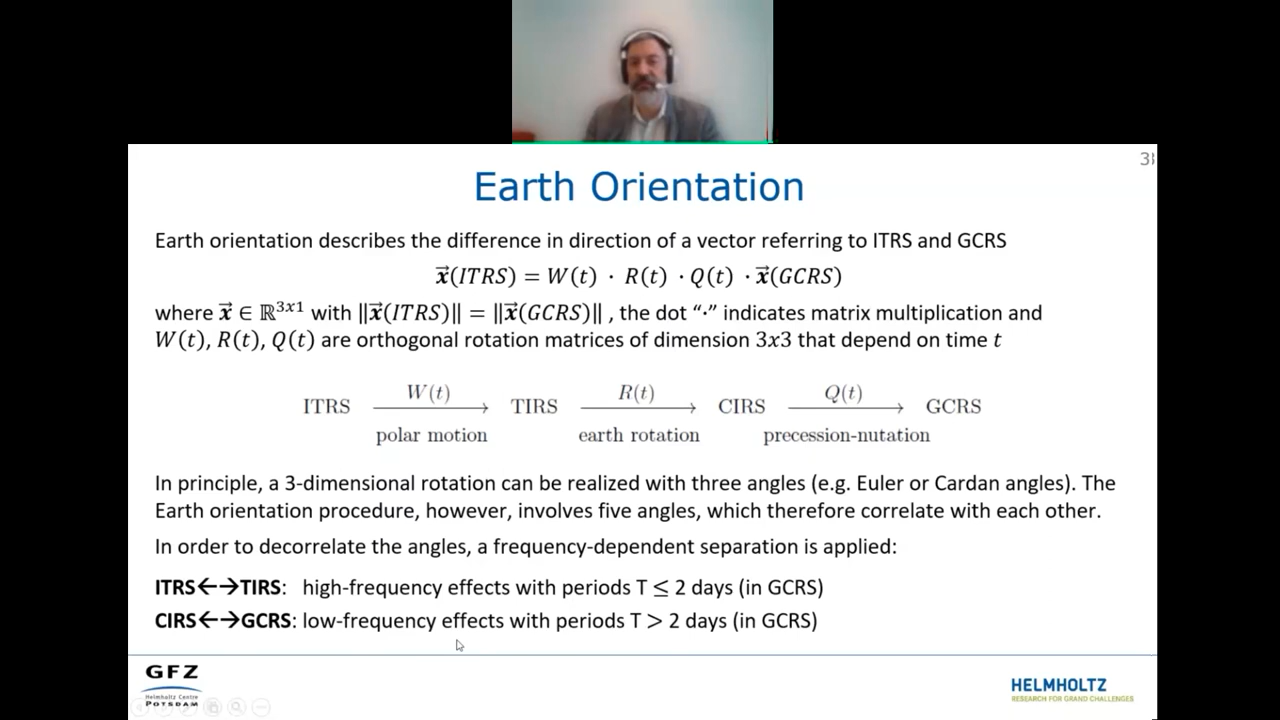 3
Earth Orientation
Earth orientation describes the difference in direction of a vector referring to ITRS and GCRS
x⃗(ITRS) = W(t) · R(t) · Q(t) · x⃗(GCRS)
where x⃗ ∈ ℝ³ˣ¹ with ‖x⃗(ITRS)‖ = ‖x⃗(GCRS)‖ , the dot “·” indicates matrix multiplication and
W(t), R(t), Q(t) are orthogonal rotation matrices of dimension 3x3 that depend on time t
W(t) R(t) Q(t)
ITRS TIRS CIRS GCRS
polar motion earth rotation precession-nutation
In principle, a 3-dimensional rotation can be realized with three angles (e.g. Euler or Cardan angles). The
Earth orientation procedure, however, involves five angles, which therefore correlate with each other.
In order to decorrelate the angles, a frequency-dependent separation is applied:
ITRS←→TIRS: high-frequency effects with periods T ≤ 2 days (in GCRS)
CIRS←→GCRS: low-frequency effects with periods T > 2 days (in GCRS)
GFZ
Helmholtz Centre
POTSDAM
HELMHOLTZ
RESEARCH FOR GRAND CHALLENGES